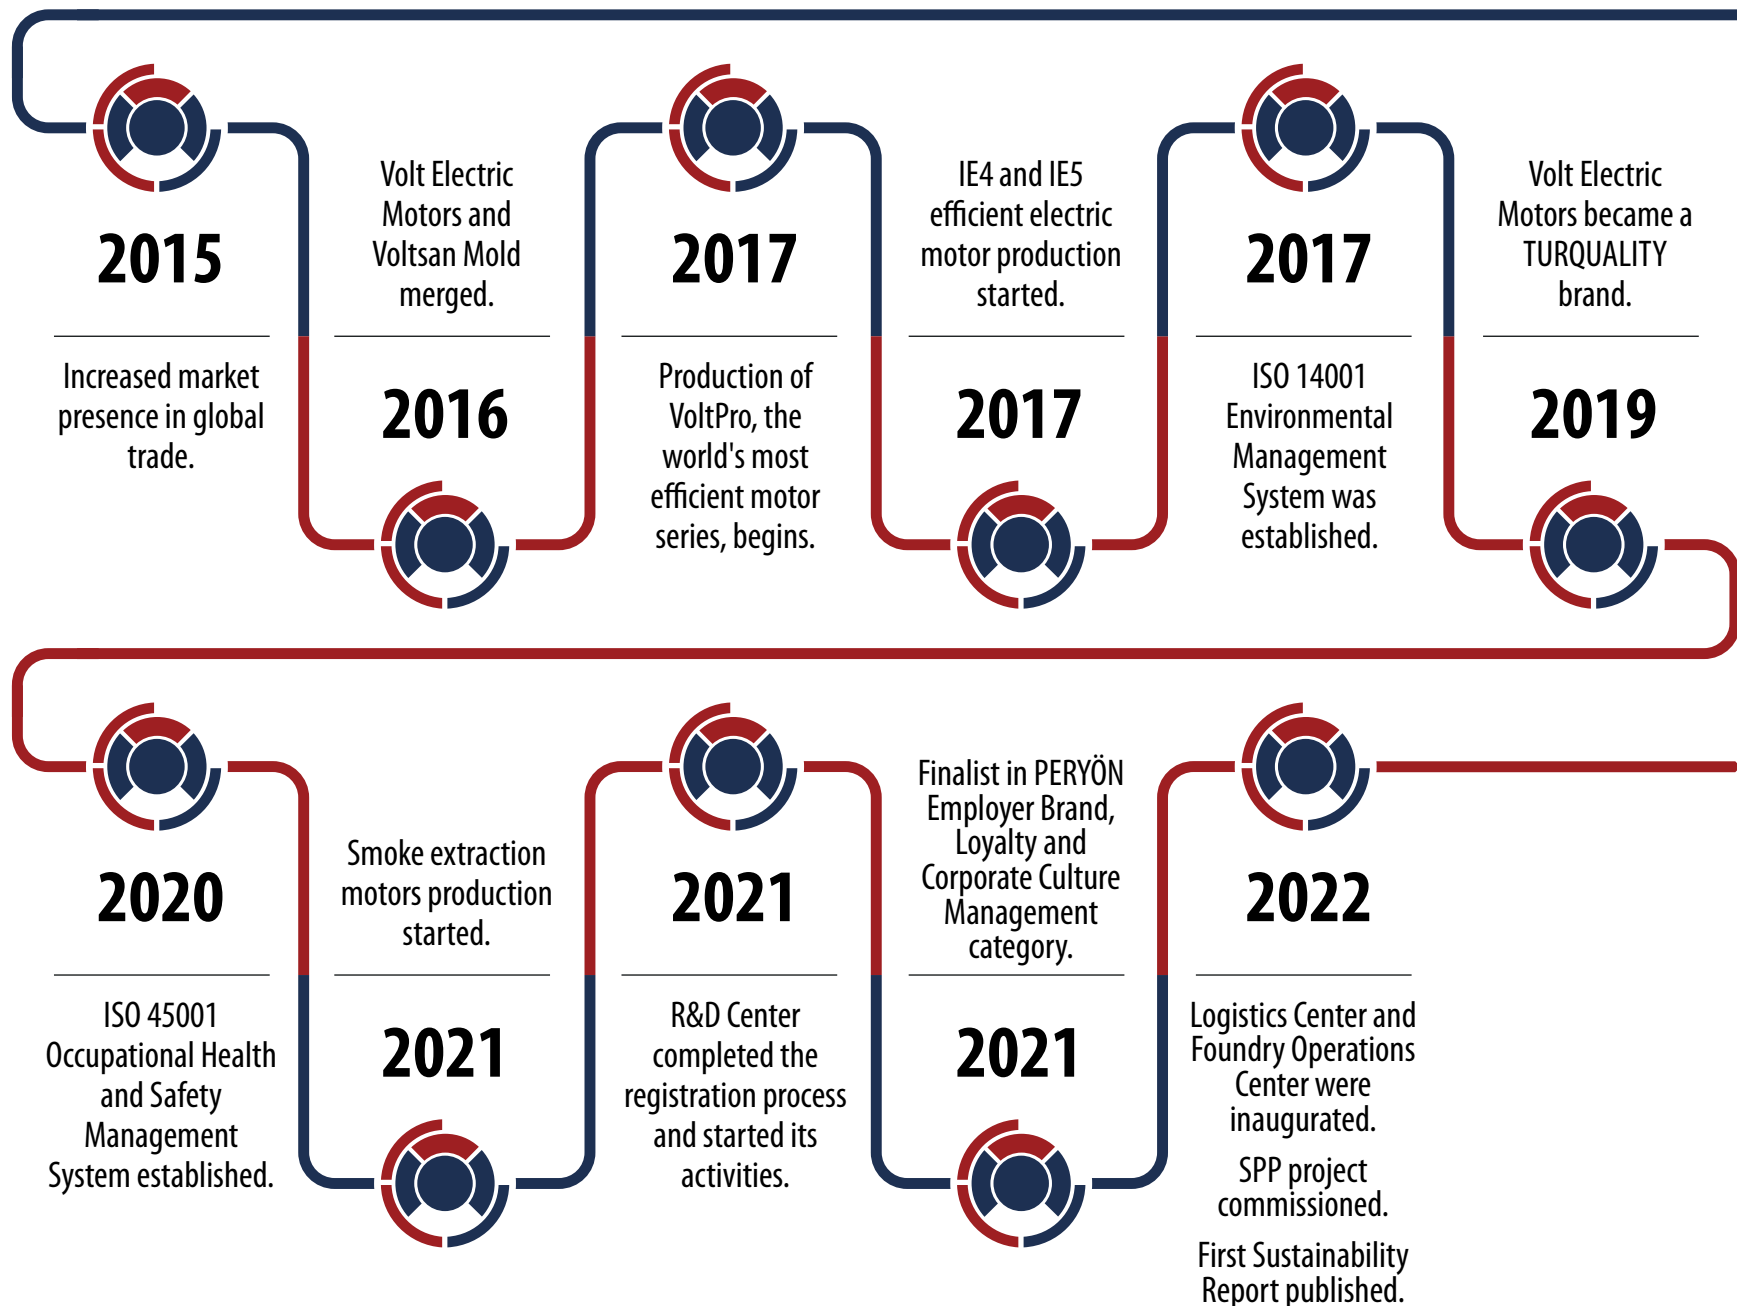 2015
Increased market
presence in global
trade.
Volt Electric
Motors and
Voltsan Mold
merged.
2016
2017
Production of
VoltPro, the
world's most
efficient motor
series, begins.
IE4 and IE5
efficient electric
motor production
started.
2017
2017
ISO 14001
Environmental
Management
System was
established.
Volt Electric
Motors became a
TURQUALITY
brand.
2019
2020
ISO 45001
Occupational Health
and Safety
Management
System established.
Smoke extraction
motors production
started.
2021
2021
R&D Center
completed the
registration process
and started its
activities.
Finalist in PERYÖN
Employer Brand,
Loyalty and
Corporate Culture
Management
category.
2021
2022
Logistics Center and
Foundry Operations
Center were
inaugurated.
SPP project
commissioned.
First Sustainability
Report published.